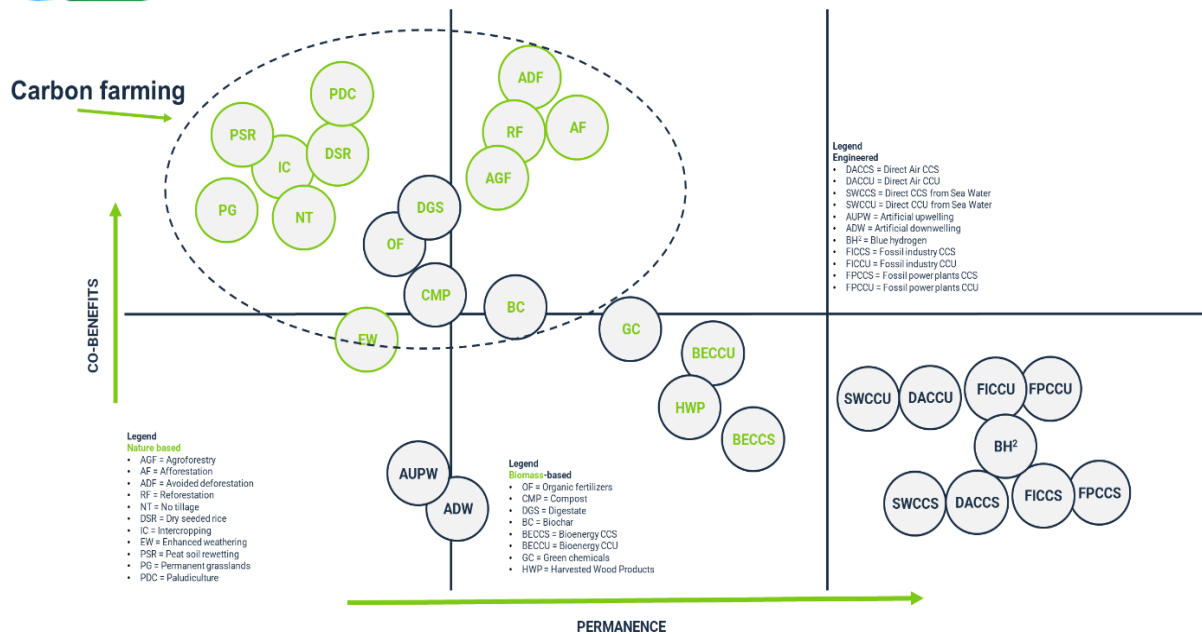 Carbon farming
PDC
PSR
IC
DSR
PG
NT
ADF
RF
AF
AGF
DGS
OF
CMP
BC
EW
GC
BECCU
HWP
BECCS
AUPW
ADW
SWCCU
DACCU
FICCU
FPCCU
BH²
SWCCS
DACCS
FICCS
FPCCS
CO-BENEFITS
PERMANENCE
Legend
Engineered
• DACCS = Direct Air CCS
• DACCU = Direct Air CCU
• SWCCS = Direct CCS from Sea Water
• SWCCU = Direct CCU from Sea Water
• AUPW = Artificial upwelling
• ADW = Artificial downwelling
• BH² = Blue hydrogen
• FICCS = Fossil industry CCS
• FICCU = Fossil industry CCU
• FPCCS = Fossil power plants CCS
• FPCCU = Fossil power plants CCU
Legend
Nature based
• AGF = Agroforestry
• AF = Afforestation
• ADF = Avoided deforestation
• RF = Reforestation
• NT = No tillage
• DSR = Dry seeded rice
• IC = Intercropping
• EW = Enhanced weathering
• PSR = Peat soil rewetting
• PG = Permanent grasslands
• PDC = Paludiculture
Legend
Biomass-based
• OF = Organic fertilizers
• CMP = Compost
• DGS = Digestate
• BC = Biochar
• BECCS = Bioenergy CCS
• BECCU = Bioenergy CCU
• GC = Green chemicals
• HWP = Harvested Wood Products